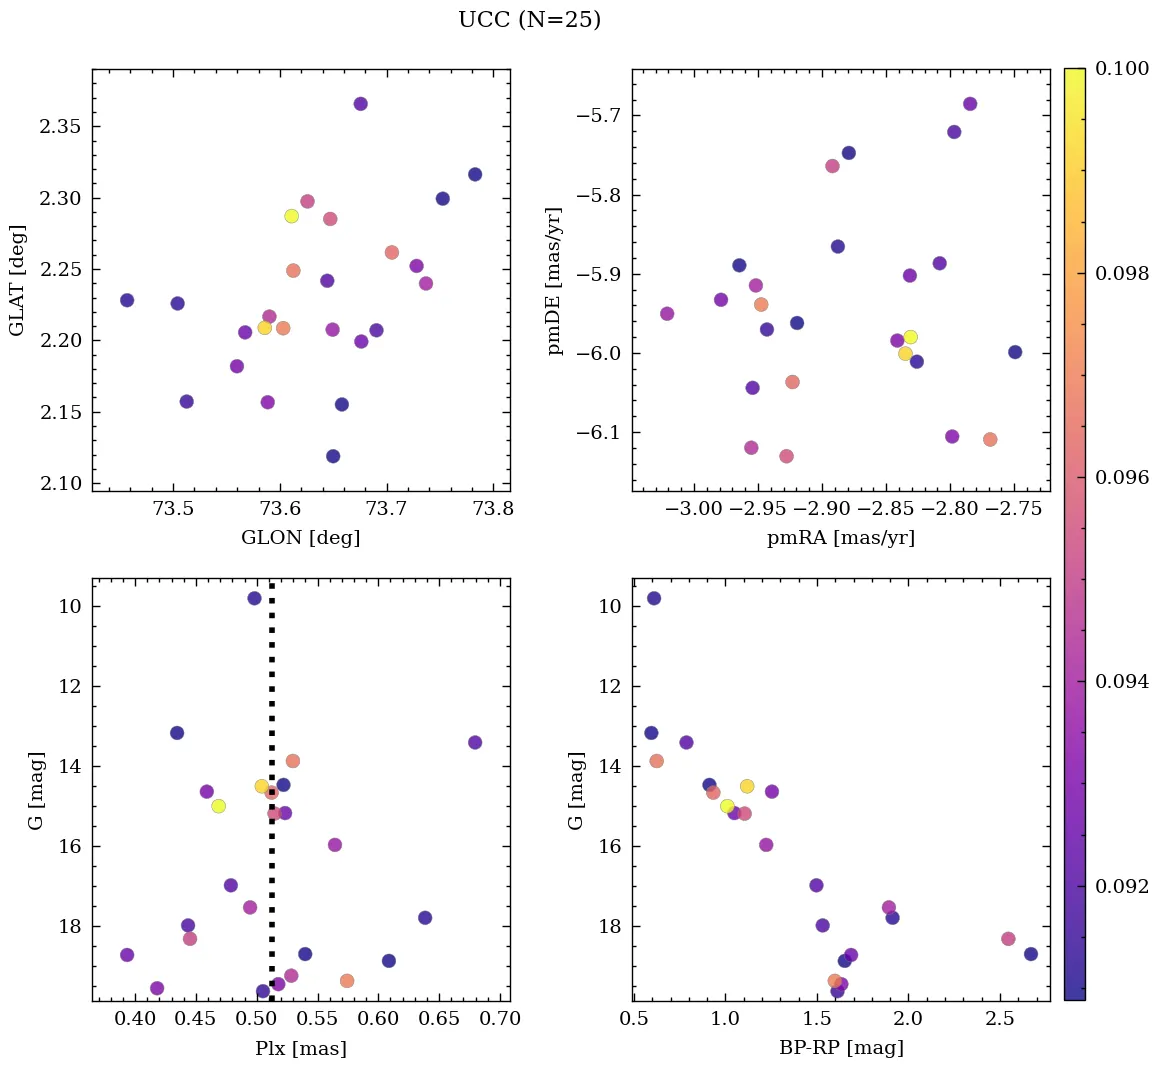 UCC (N=25)
2.35
2.30
2.25
2.20
2.15
2.10
GLAT [deg]
73.5 73.6 73.7 73.8
GLON [deg]
−5.7
−5.8
−5.9
−6.0
−6.1
pmDE [mas/yr]
−3.00 −2.95 −2.90 −2.85 −2.80 −2.75
pmRA [mas/yr]
0.100
0.098
0.096
0.094
0.092
10
12
14
16
18
G [mag]
0.40 0.45 0.50 0.55 0.60 0.65 0.70
Plx [mas]
10
12
14
16
18
G [mag]
0.5 1.0 1.5 2.0 2.5
BP-RP [mag]